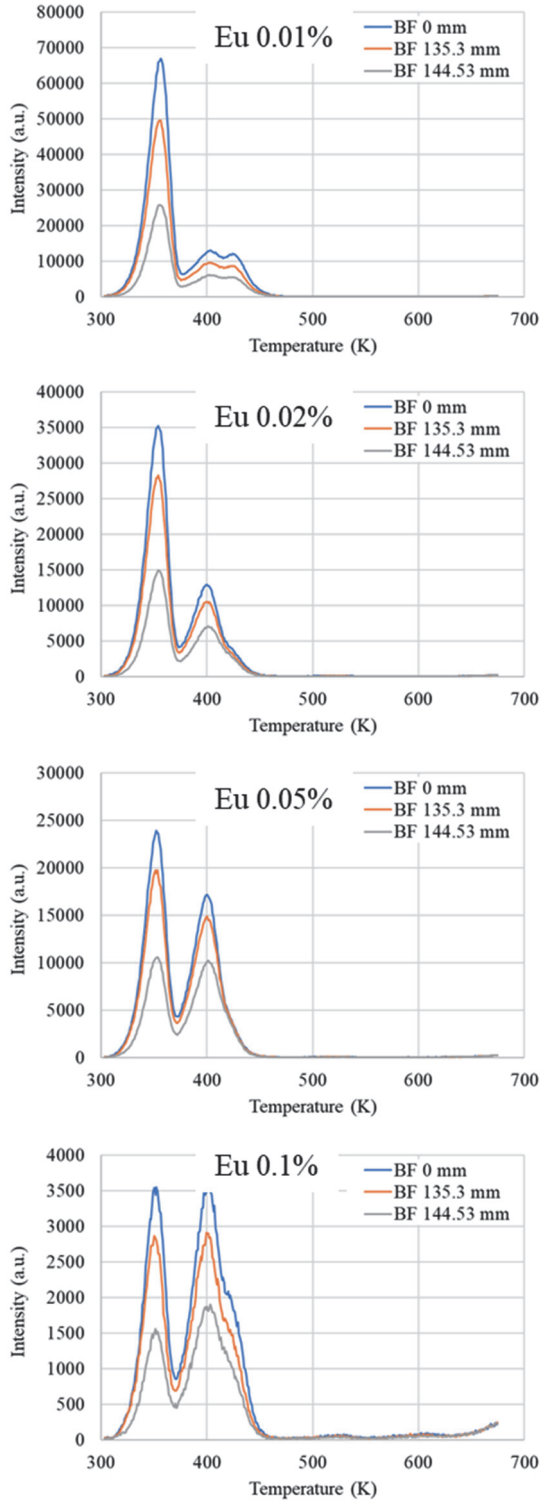 Eu 0.01%
BF 0 mm
BF 135.3 mm
BF 144.53 mm
Intensity (a.u.)
80000
70000
60000
50000
40000
30000
20000
10000
0
300 400 500 600 700
Temperature (K)
Eu 0.02%
BF 0 mm
BF 135.3 mm
BF 144.53 mm
Intensity (a.u.)
40000
35000
30000
25000
20000
15000
10000
5000
0
300 400 500 600 700
Temperature (K)
Eu 0.05%
BF 0 mm
BF 135.3 mm
BF 144.53 mm
Intensity (a.u.)
30000
25000
20000
15000
10000
5000
0
300 400 500 600 700
Temperature (K)
Eu 0.1%
BF 0 mm
BF 135.3 mm
BF 144.53 mm
Intensity (a.u.)
4000
3500
3000
2500
2000
1500
1000
500
0
300 400 500 600 700
Temperature (K)